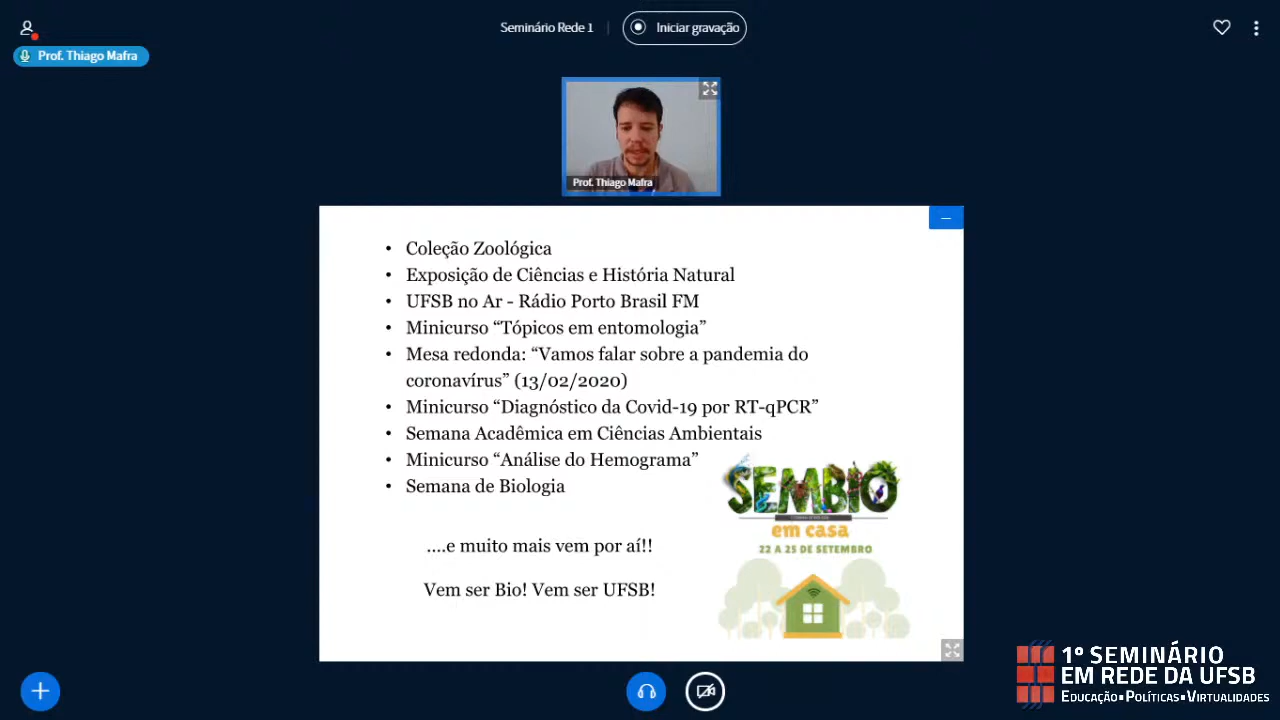 Seminário Rede 1
Iniciar gravação
Prof. Thiago Mafra
Prof. Thiago Mafra
• Coleção Zoológica
• Exposição de Ciências e História Natural
• UFSB no Ar - Rádio Porto Brasil FM
• Minicurso “Tópicos em entomologia”
• Mesa redonda: “Vamos falar sobre a pandemia do
coronavírus” (13/02/2020)
• Minicurso “Diagnóstico da Covid-19 por RT-qPCR”
• Semana Acadêmica em Ciências Ambientais
• Minicurso “Análise do Hemograma”
• Semana de Biologia
SEMBIO
em casa
22 A 25 DE SETEMBRO
....e muito mais vem por aí!!
Vem ser Bio! Vem ser UFSB!
1º SEMINÁRIO
EM REDE DA UFSB
EDUCAÇÃO▪POLÍTICAS▪VIRTUALIDADES